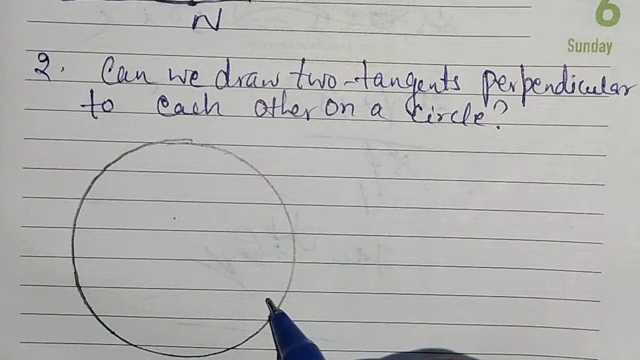 N
6
Sunday
2. Can we draw two-tangents perpendicular
to each other on a circle?